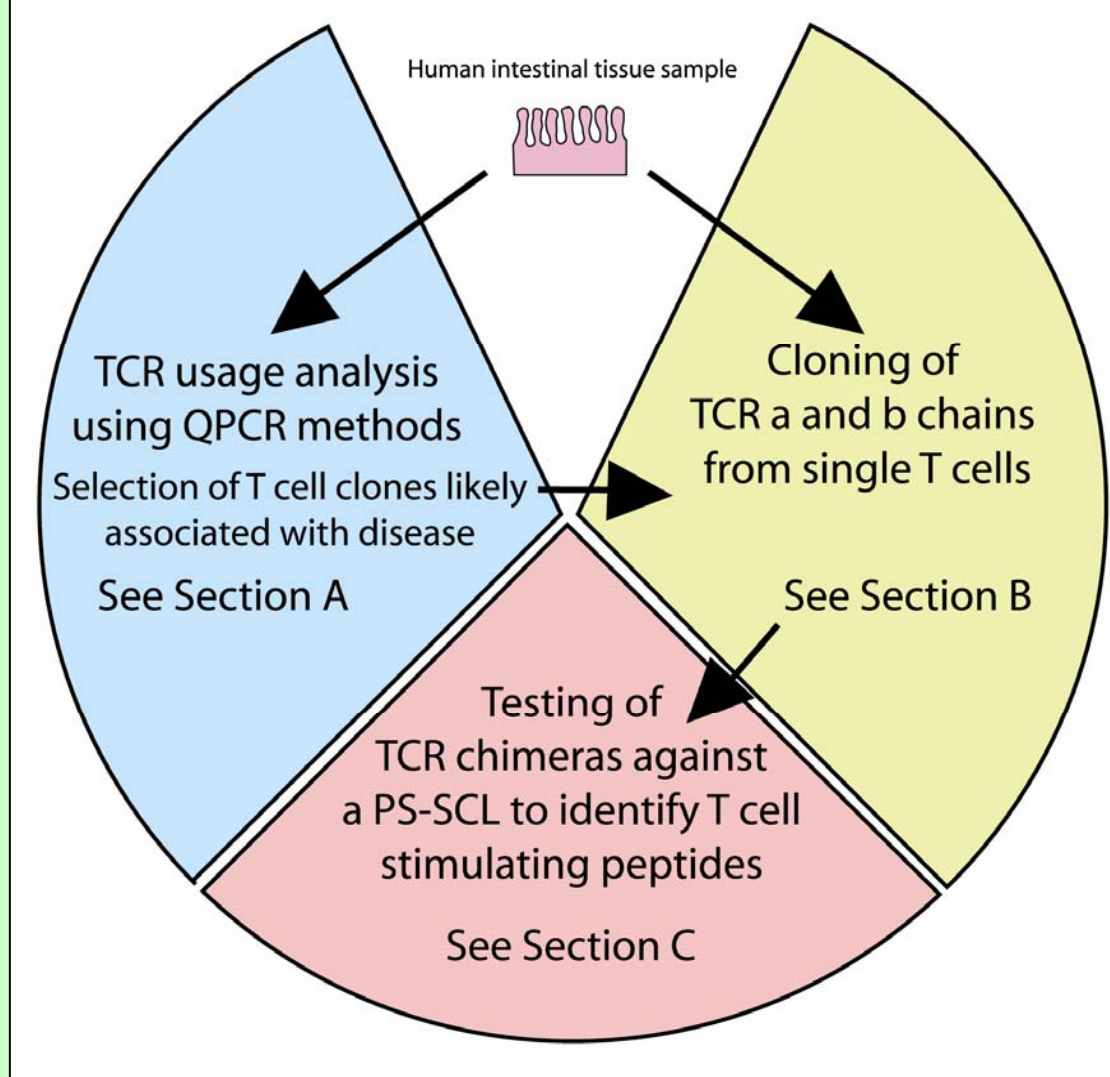 Human intestinal tissue sample
TCR usage analysis
using QPCR methods
Selection of T cell clones likely
associated with disease
See Section A
Cloning of
TCR a and b chains
from single T cells
See Section B
Testing of
TCR chimeras against
a PS-SCL to identify T cell
stimulating peptides
See Section C